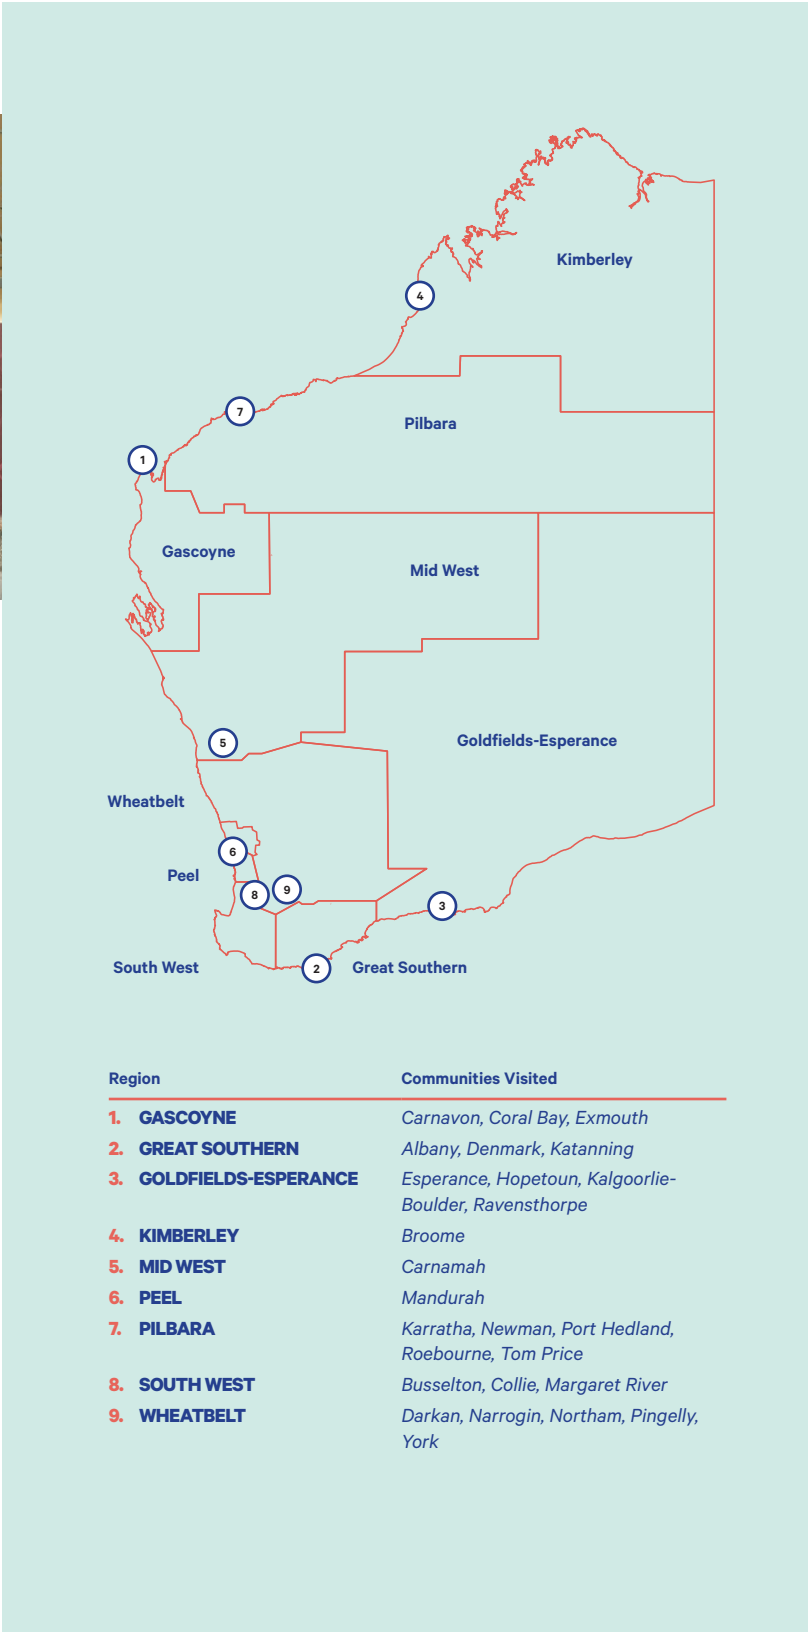 Kimberley
4
7
Pilbara
1
Gascoyne
Mid West
5
Goldfields-Esperance
Wheatbelt
6
Peel
8
9
3
South West
2
Great Southern
Region Communities Visited
1. GASCOYNE Carnavon, Coral Bay, Exmouth
2. GREAT SOUTHERN Albany, Denmark, Katanning
3. GOLDFIELDS-ESPERANCE Esperance, Hopetoun, Kalgoorlie-
Boulder, Ravensthorpe
4. KIMBERLEY Broome
5. MID WEST Carnamah
6. PEEL Mandurah
7. PILBARA Karratha, Newman, Port Hedland,
Roebourne, Tom Price
8. SOUTH WEST Busselton, Collie, Margaret River
9. WHEATBELT Darkan, Narrogin, Northam, Pingelly,
York